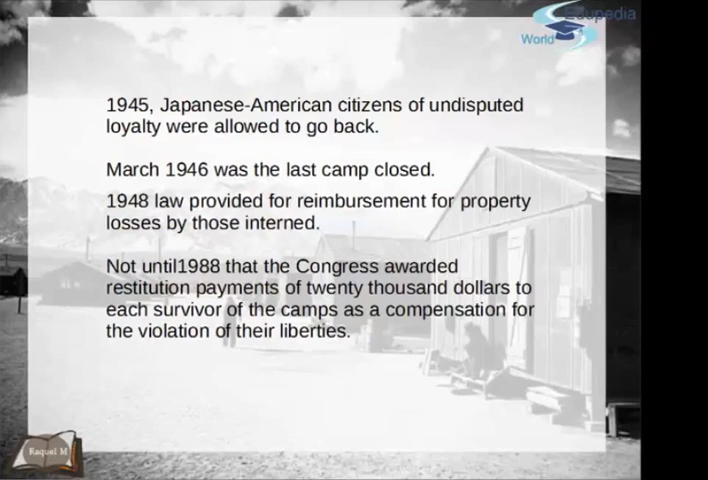 Edupedia
World
1945, Japanese-American citizens of undisputed
loyalty were allowed to go back.
March 1946 was the last camp closed.
1948 law provided for reimbursement for property
losses by those interned.
Not until1988 that the Congress awarded
restitution payments of twenty thousand dollars to
each survivor of the camps as a compensation for
the violation of their liberties.
Raquel M